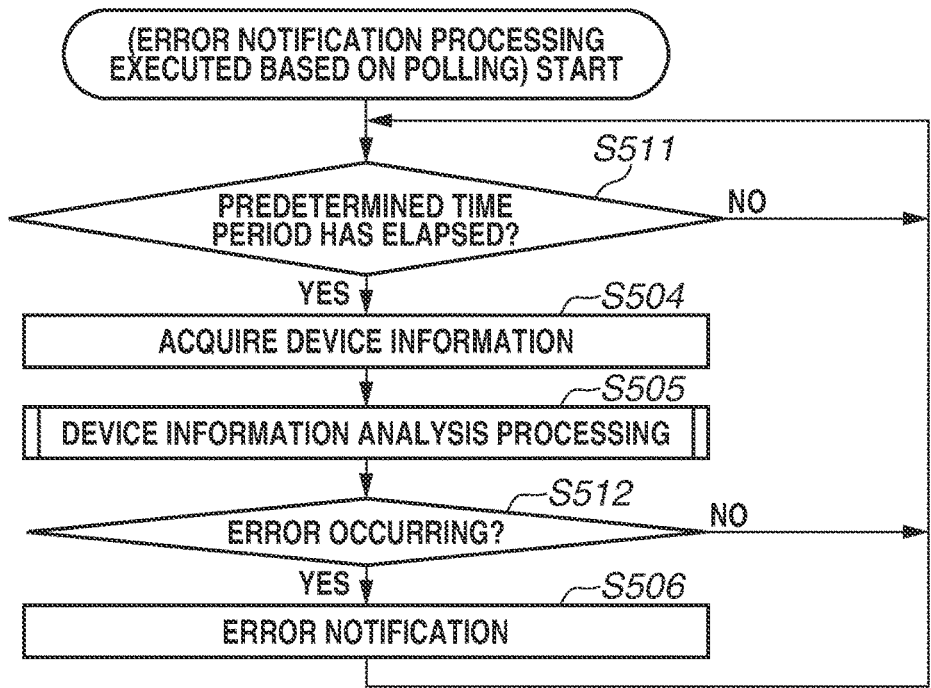 (ERROR NOTIFICATION PROCESSING
EXECUTED BASED ON POLLING) START
S511
PREDETERMINED TIME
PERIOD HAS ELAPSED?
NO
YES
S504
ACQUIRE DEVICE INFORMATION
S505
DEVICE INFORMATION ANALYSIS PROCESSING
S512
ERROR OCCURRING?
NO
YES
S506
ERROR NOTIFICATION